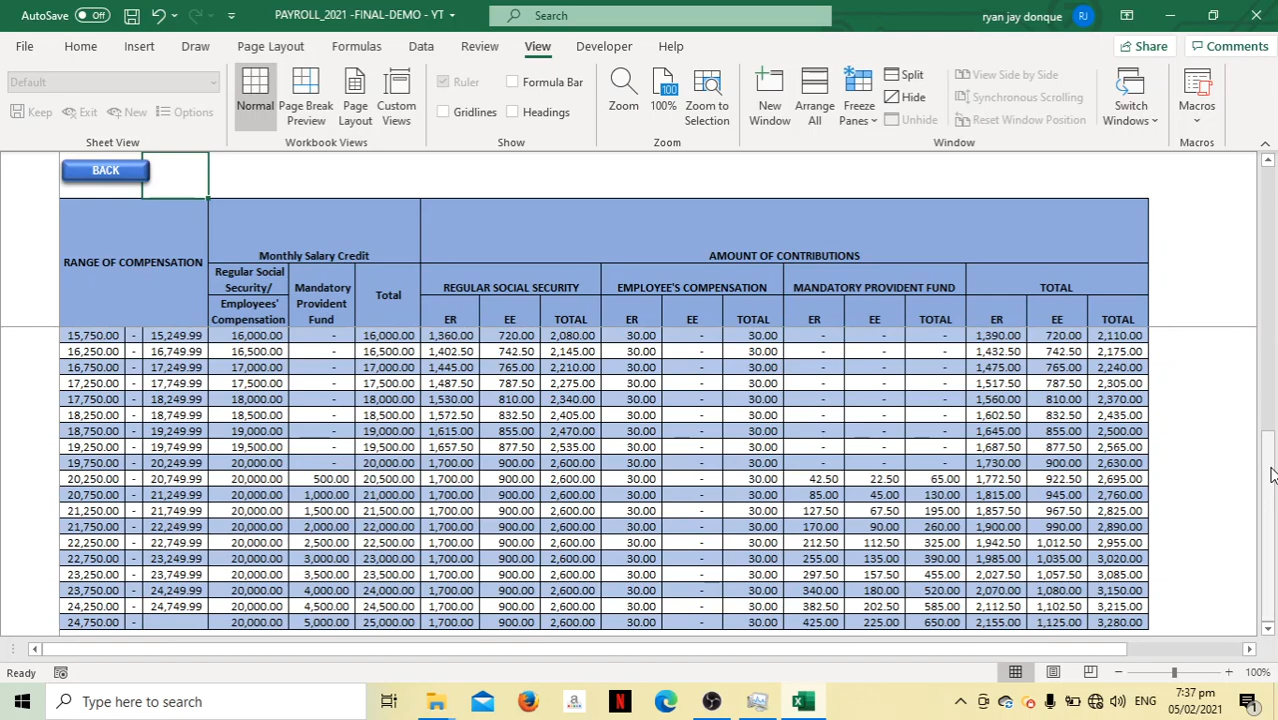 AutoSave Off PAYROLL_2021 -FINAL-DEMO - YT Search ryan jay donque RJ
File Home Insert Draw Page Layout Formulas Data Review View Developer Help Share Comments
Default Ruler Formula Bar Split View Side by Side
Keep Exit New Options Normal Page Break Preview Page Layout Custom Views Gridlines Headings Zoom 100% Zoom to Selection New Window Arrange All Freeze Panes Hide Unhide Synchronous Scrolling Reset Window Position Switch Windows Macros
Sheet View Workbook Views Show Zoom Window Macros
BACK
RANGE OF COMPENSATION Monthly Salary Credit AMOUNT OF CONTRIBUTIONS
Regular Social Security/ Employees' Compensation Mandatory Provident Fund Total REGULAR SOCIAL SECURITY EMPLOYEE'S COMPENSATION MANDATORY PROVIDENT FUND TOTAL
ER EE TOTAL ER EE TOTAL ER EE TOTAL ER EE TOTAL
15,750.00 - 15,249.99 16,000.00 - 16,000.00 1,360.00 720.00 2,080.00 30.00 - 30.00 - - - 1,390.00 720.00 2,110.00
16,250.00 - 16,749.99 16,500.00 - 16,500.00 1,402.50 742.50 2,145.00 30.00 - 30.00 - - - 1,432.50 742.50 2,175.00
16,750.00 - 17,249.99 17,000.00 - 17,000.00 1,445.00 765.00 2,210.00 30.00 - 30.00 - - - 1,475.00 765.00 2,240.00
17,250.00 - 17,749.99 17,500.00 - 17,500.00 1,487.50 787.50 2,275.00 30.00 - 30.00 - - - 1,517.50 787.50 2,305.00
17,750.00 - 18,249.99 18,000.00 - 18,000.00 1,530.00 810.00 2,340.00 30.00 - 30.00 - - - 1,560.00 810.00 2,370.00
18,250.00 - 18,749.99 18,500.00 - 18,500.00 1,572.50 832.50 2,405.00 30.00 - 30.00 - - - 1,602.50 832.50 2,435.00
18,750.00 - 19,249.99 19,000.00 - 19,000.00 1,615.00 855.00 2,470.00 30.00 - 30.00 - - - 1,645.00 855.00 2,500.00
19,250.00 - 19,749.99 19,500.00 - 19,500.00 1,657.50 877.50 2,535.00 30.00 - 30.00 - - - 1,687.50 877.50 2,565.00
19,750.00 - 20,249.99 20,000.00 - 20,000.00 1,700.00 900.00 2,600.00 30.00 - 30.00 - - - 1,730.00 900.00 2,630.00
20,250.00 - 20,749.99 20,000.00 500.00 20,500.00 1,700.00 900.00 2,600.00 30.00 - 30.00 42.50 22.50 65.00 1,772.50 922.50 2,695.00
20,750.00 - 21,249.99 20,000.00 1,000.00 21,000.00 1,700.00 900.00 2,600.00 30.00 - 30.00 85.00 45.00 130.00 1,815.00 945.00 2,760.00
21,250.00 - 21,749.99 20,000.00 1,500.00 21,500.00 1,700.00 900.00 2,600.00 30.00 - 30.00 127.50 67.50 195.00 1,857.50 967.50 2,825.00
21,750.00 - 22,249.99 20,000.00 2,000.00 22,000.00 1,700.00 900.00 2,600.00 30.00 - 30.00 170.00 90.00 260.00 1,900.00 990.00 2,890.00
22,250.00 - 22,749.99 20,000.00 2,500.00 22,500.00 1,700.00 900.00 2,600.00 30.00 - 30.00 212.50 112.50 325.00 1,942.50 1,012.50 2,955.00
22,750.00 - 23,249.99 20,000.00 3,000.00 23,000.00 1,700.00 900.00 2,600.00 30.00 - 30.00 255.00 135.00 390.00 1,985.00 1,035.00 3,020.00
23,250.00 - 23,749.99 20,000.00 3,500.00 23,500.00 1,700.00 900.00 2,600.00 30.00 - 30.00 297.50 157.50 455.00 2,027.50 1,057.50 3,085.00
23,750.00 - 24,249.99 20,000.00 4,000.00 24,000.00 1,700.00 900.00 2,600.00 30.00 - 30.00 340.00 180.00 520.00 2,070.00 1,080.00 3,150.00
24,250.00 - 24,749.99 20,000.00 4,500.00 24,500.00 1,700.00 900.00 2,600.00 30.00 - 30.00 382.50 202.50 585.00 2,112.50 1,102.50 3,215.00
24,750.00 - 20,000.00 5,000.00 25,000.00 1,700.00 900.00 2,600.00 30.00 - 30.00 425.00 225.00 650.00 2,155.00 1,125.00 3,280.00
Ready 100%
Type here to search ENG 7:37 pm
05/02/2021